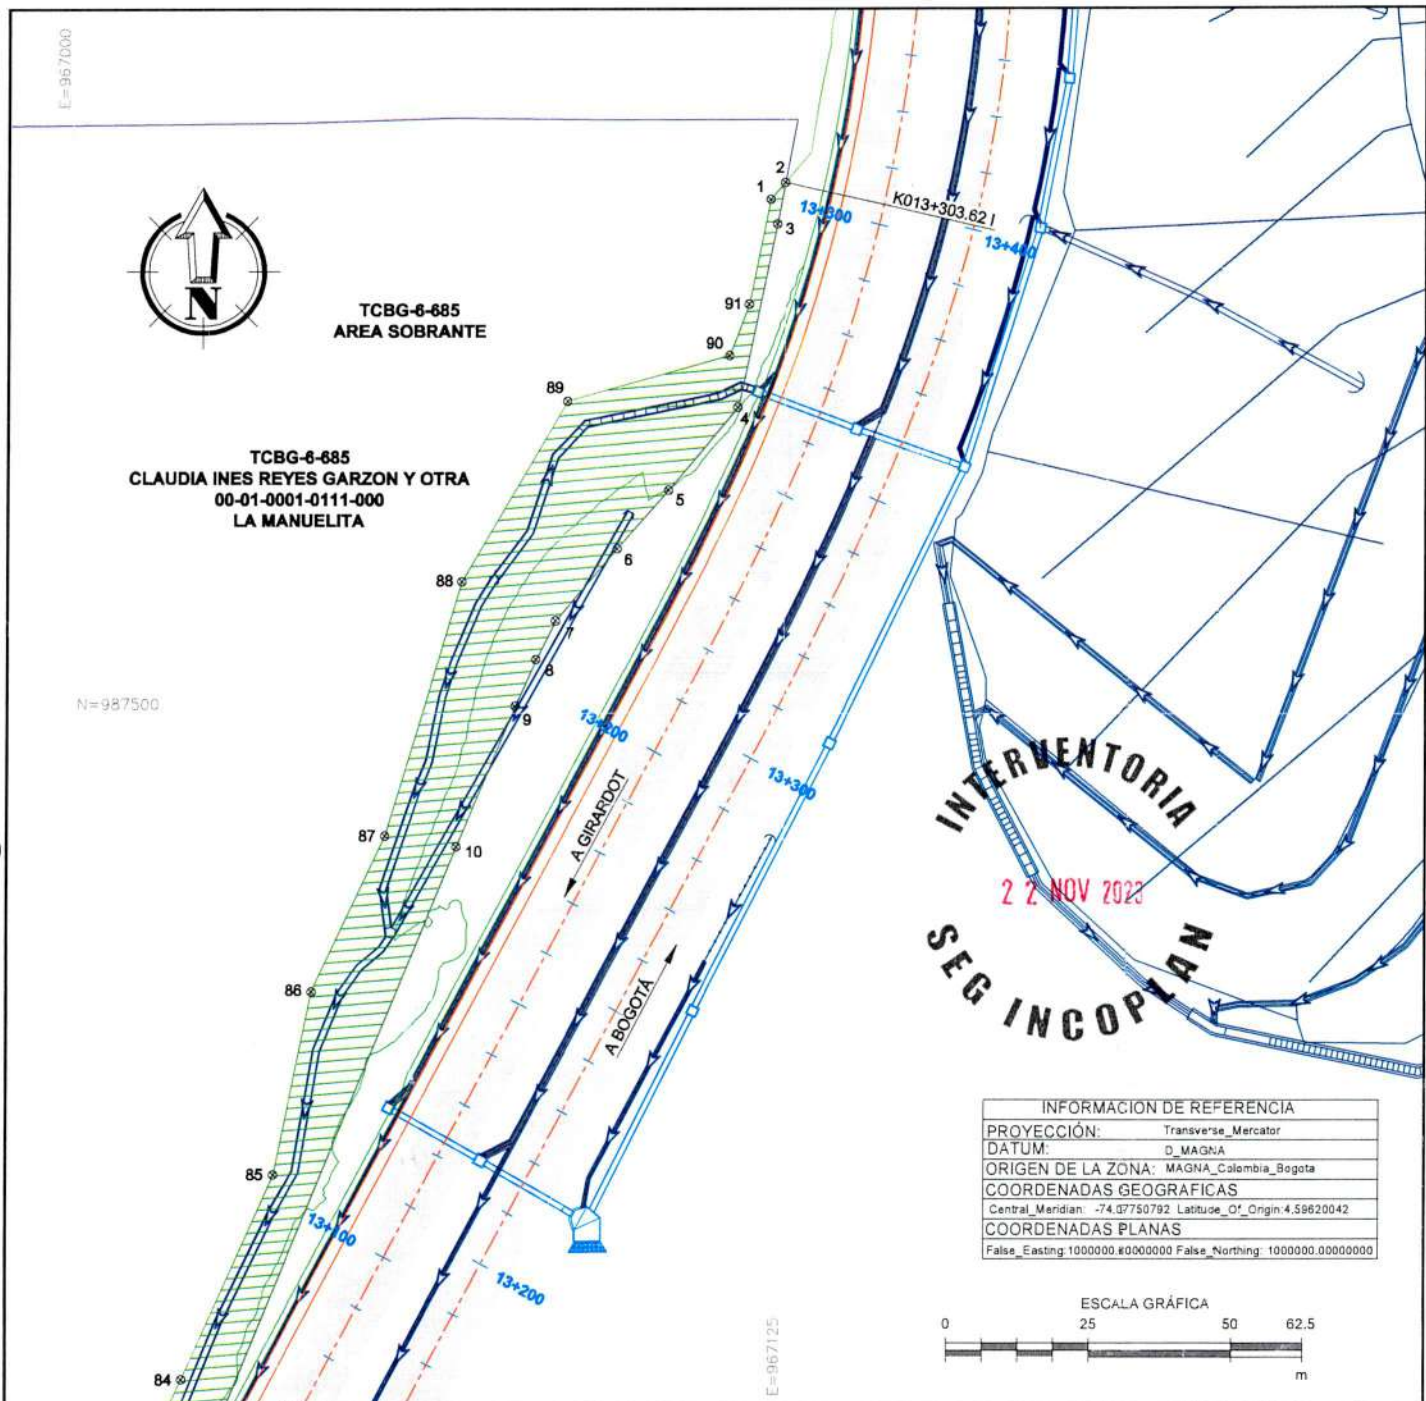 E=967000
2
1
3
K013+303.62 I
13+300
13+400
N
TCBG-6-685
AREA SOBRANTE
91
90
89
4
TCBG-6-685
CLAUDIA INES REYES GARZON Y OTRA
00-01-0001-0111-000
LA MANUELITA
5
6
88
7
8
9
N=987500
13+200
13+300
A GIRARDOT
INTERVENTORIA
87
10
22 NOV 2023
SEG INCOPLAN
86
A BOGOTÁ
INFORMACION DE REFERENCIA
PROYECCIÓN: Transverse_Mercator
DATUM: D_MAGNA
ORIGEN DE LA ZONA: MAGNA_Colombia_Bogota
COORDENADAS GEOGRAFICAS
Central_Meridian: -74.07750792 Latitude_Of_Origin:4.59620042
COORDENADAS PLANAS
False_Easting:1000000.00000000 False_Northing: 1000000.00000000
85
13+100
13+200
ESCALA GRÁFICA
0 25 50 62.5
m
E=967125
84